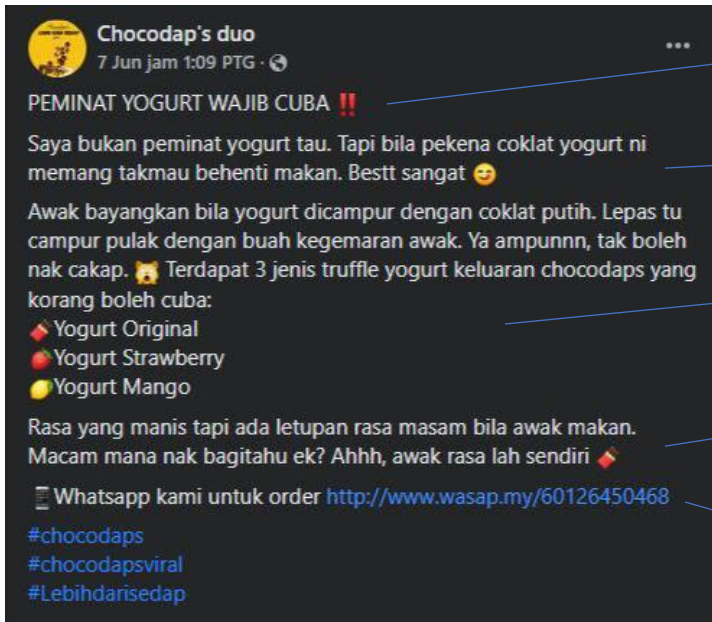 Chocodap's duo
7 Jun jam 1:09 PTG ·
PEMINAT YOGURT WAJIB CUBA ‼️
Saya bukan peminat yogurt tau. Tapi bila pekena coklat yogurt ni
memang takmau behenti makan. Bestt sangat 😋
Awak bayangkan bila yogurt dicampur dengan coklat putih. Lepas tu
campur pulak dengan buah kegemaran awak. Ya ampunnn, tak boleh
nak cakap. 🙀 Terdapat 3 jenis truffle yogurt keluaran chocodaps yang
korang boleh cuba:
🍫Yogurt Original
🍓Yogurt Strawberry
🍋Yogurt Mango
Rasa yang manis tapi ada letupan rasa masam bila awak makan.
Macam mana nak bagitahu ek? Ahhh, awak rasa lah sendiri 🍫
📱Whatsapp kami untuk order http://www.wasap.my/60126450468
#chocodaps
#chocodapsviral
#Lebihdarisedap